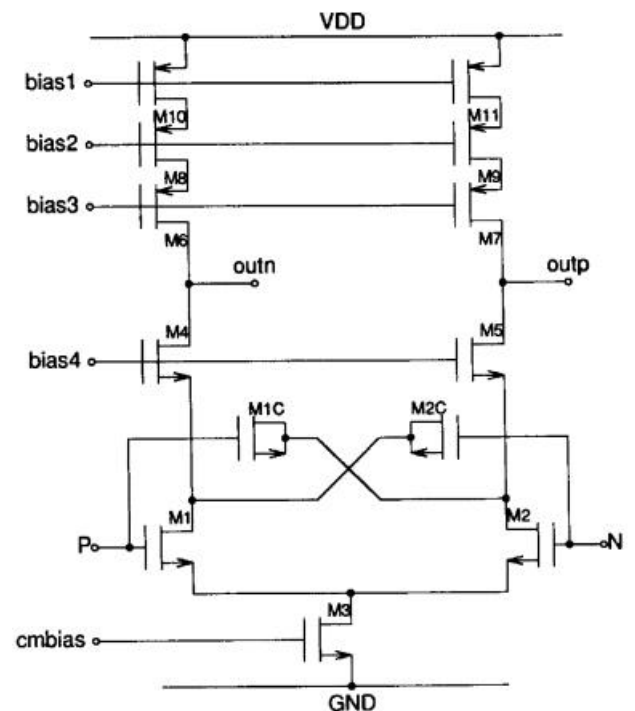 VDD
bias1
M10
M11
bias2
M8
M9
bias3
M6
M7
outn
outp
M4
M5
bias4
M1C
M2C
M1
M2
P
N
M3
cmbias
GND